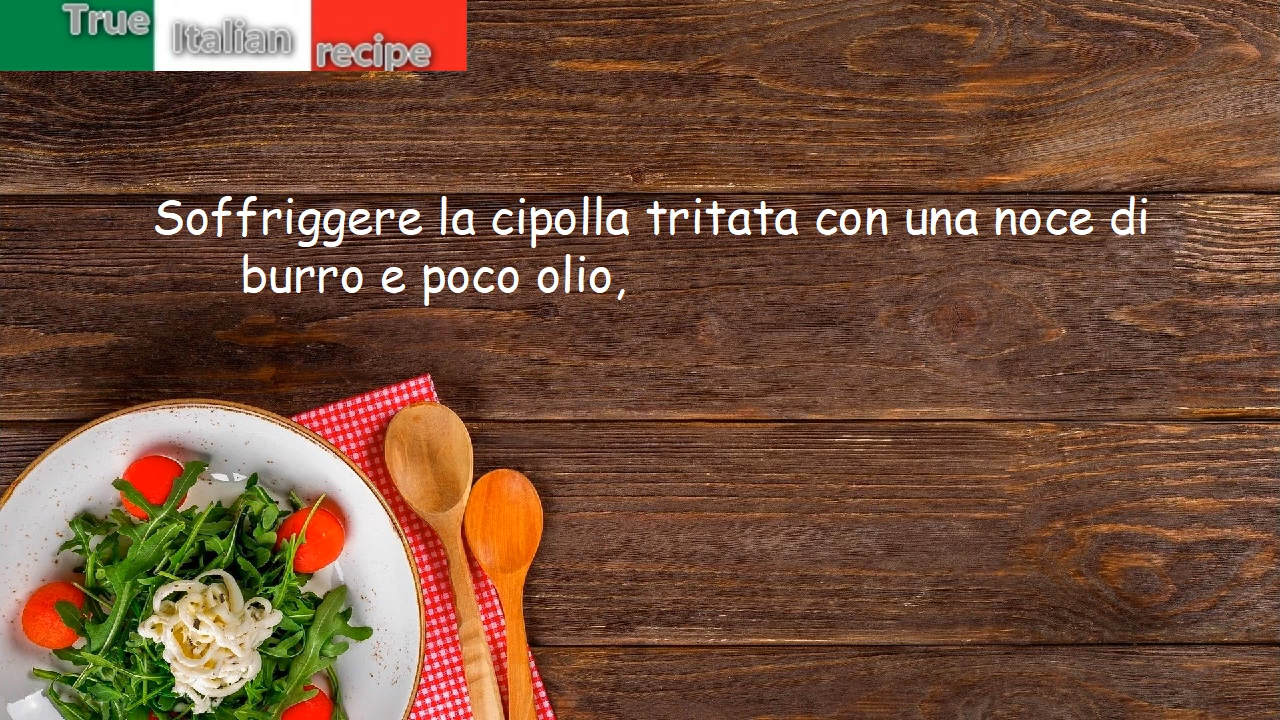 True
Italian
recipe
Soffriggere la cipolla tritata con una noce di
burro e poco olio,